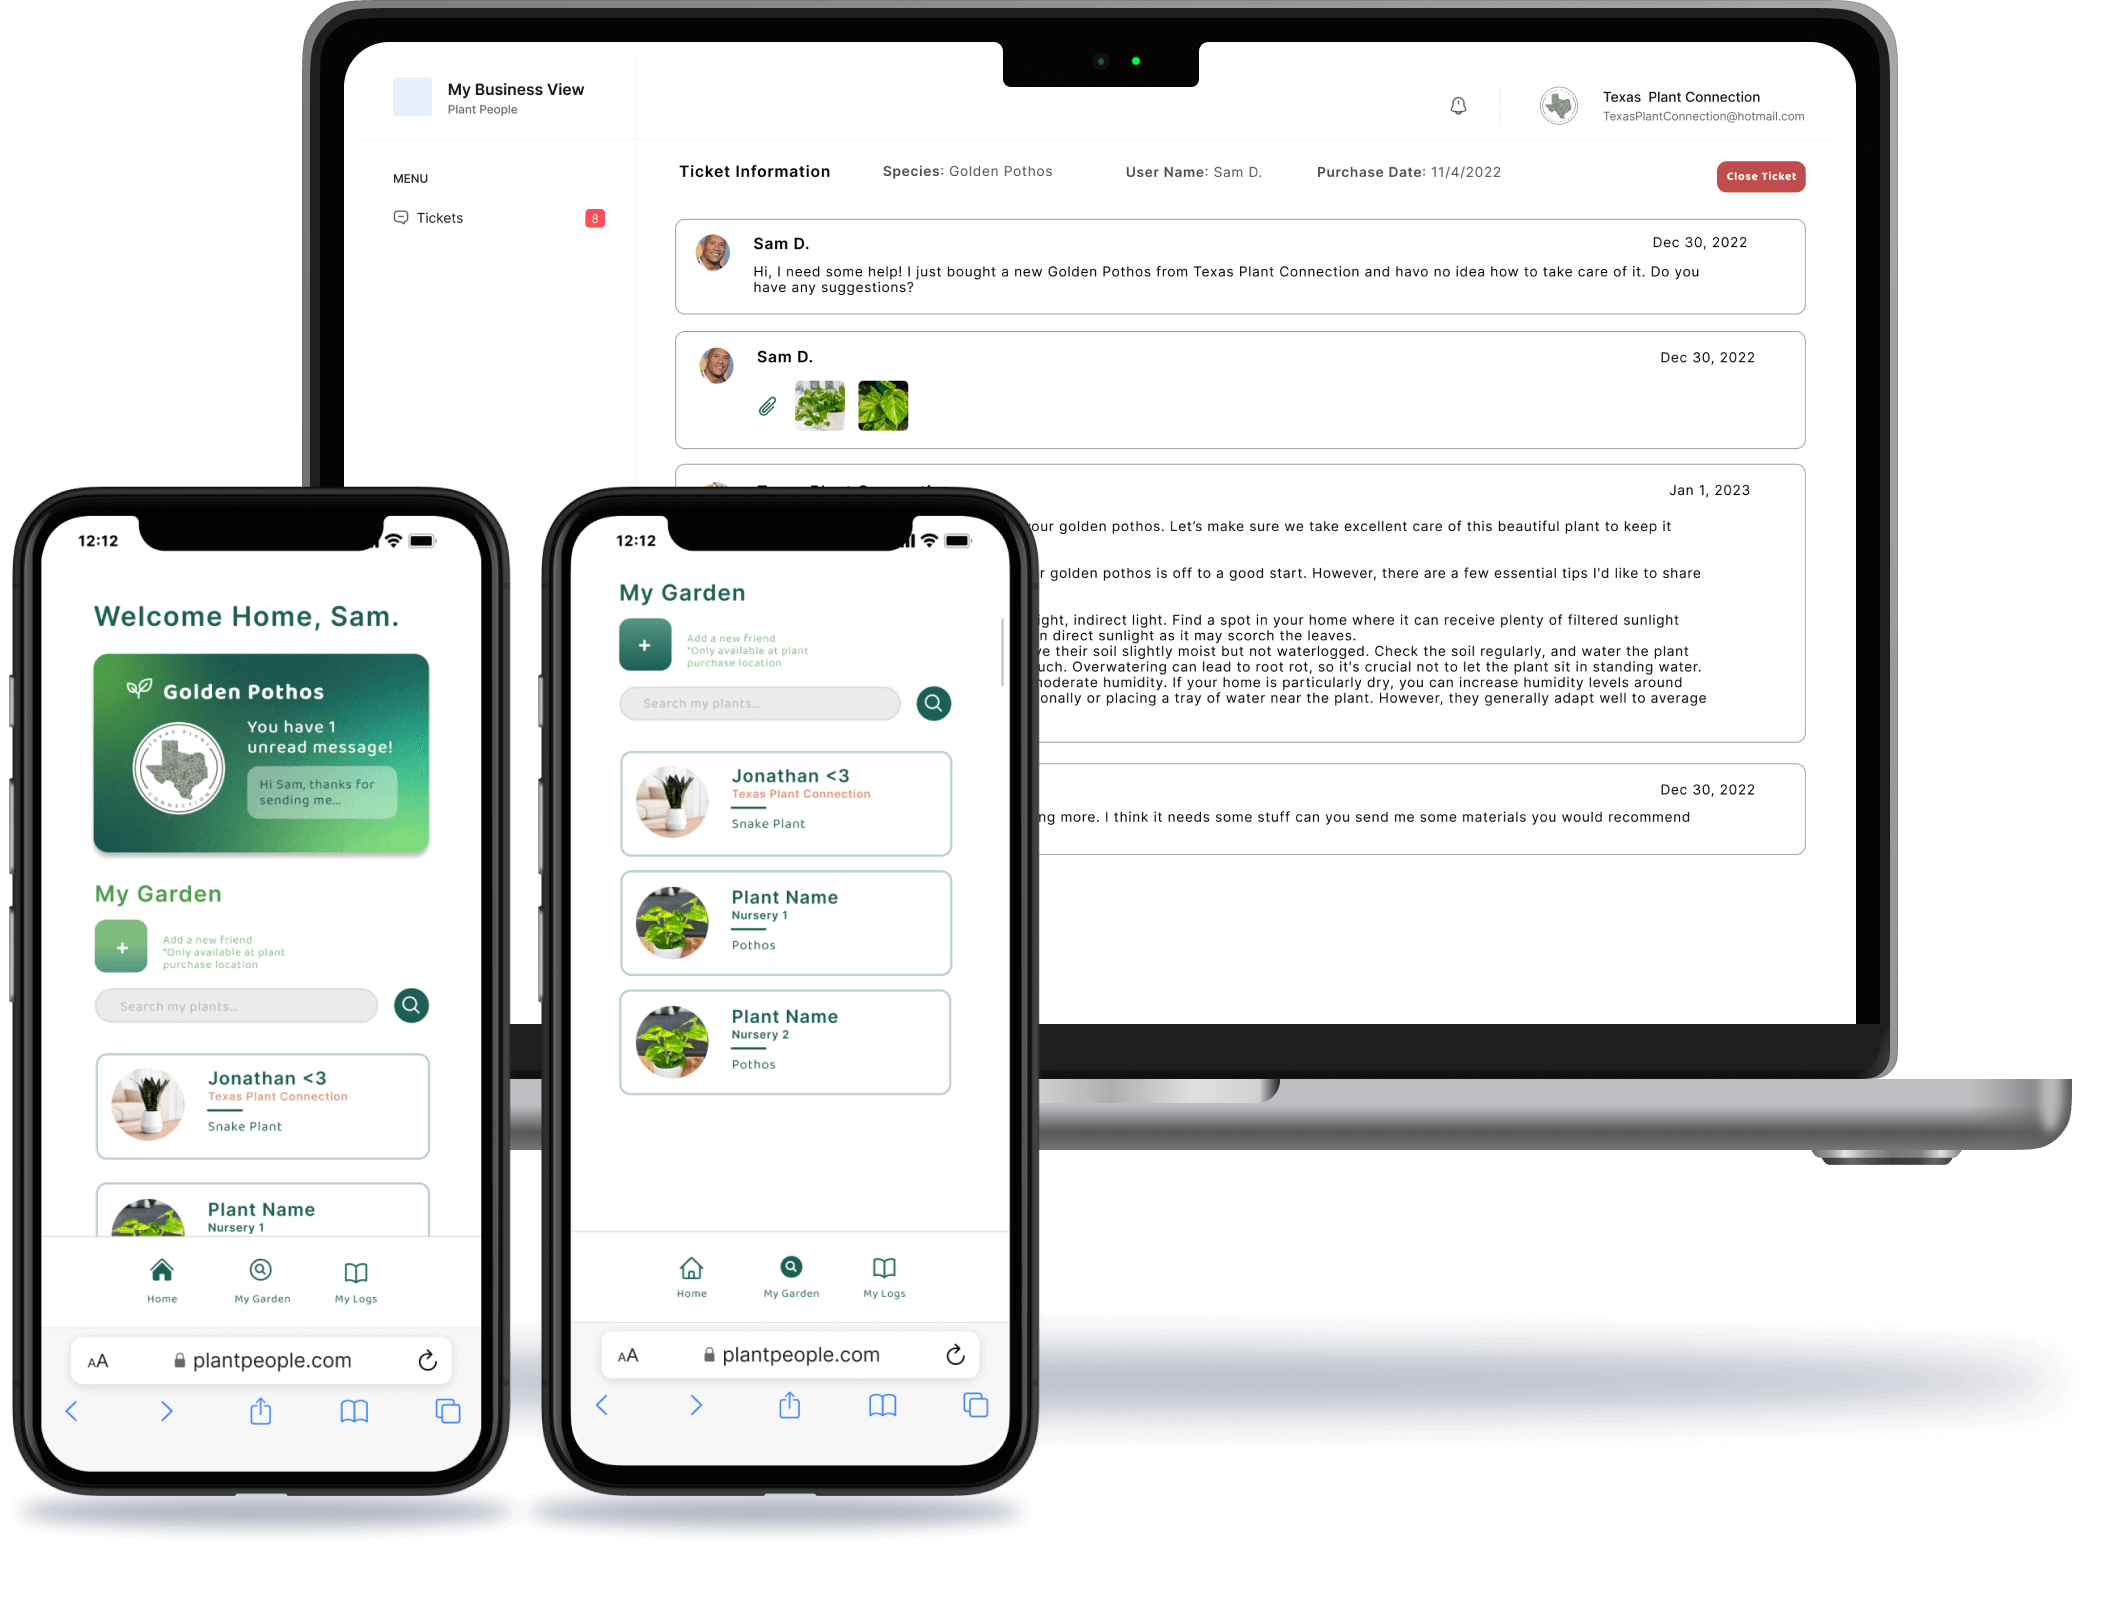 My Business View
Plant People
Texas  Plant Connection
TexasPlantConnection@hotmail.com
MENU
Tickets
8
Ticket Information
Species: Golden Pothos
User Name: Sam D.
Purchase Date: 11/4/2022
Close Ticket
Sam D.
Dec 30, 2022
Hi, I need some help! I just bought a new Golden Pothos from Texas Plant Connection and havo no idea how to take care of it. Do you
have any suggestions?
Sam D.
Dec 30, 2022
Jan 1, 2023
your golden pothos. Let's make sure we take excellent care of this beautiful plant to keep it
golden pothos is off to a good start. However, there are a few essential tips I'd like to share
indirect light. Find a spot in your home where it can receive plenty of filtered sunlight
direct sunlight as it may scorch the leaves.
their soil slightly moist but not waterlogged. Check the soil regularly, and water the plant
Overwatering can lead to root rot, so it's crucial not to let the plant sit in standing water.
moderate humidity. If your home is particularly dry, you can increase humidity levels around
or placing a tray of water near the plant. However, they generally adapt well to average
Dec 30, 2022
more. I think it needs some stuff can you send me some materials you would recommend
12:12
Welcome Home, Sam.
Golden Pothos
You have 1
unread message!
TEXAS PLANT
CONNECTION
Hi Sam, thanks for
sending me...
My Garden
+
Add a new friend
*Only available at plant
purchase location
Search my plants...
Jonathan <3
Texas Plant Connection
Snake Plant
Plant Name
Nursery 1
Home
My Garden
My Logs
AA
plantpeople.com
12:12
My Garden
+
Add a new friend
*Only available at plant
purchase location
Search my plants...
Jonathan <3
Texas Plant Connection
Snake Plant
Plant Name
Nursery 1
Pothos
Plant Name
Nursery 2
Pothos
Home
My Garden
My Logs
AA
plantpeople.com